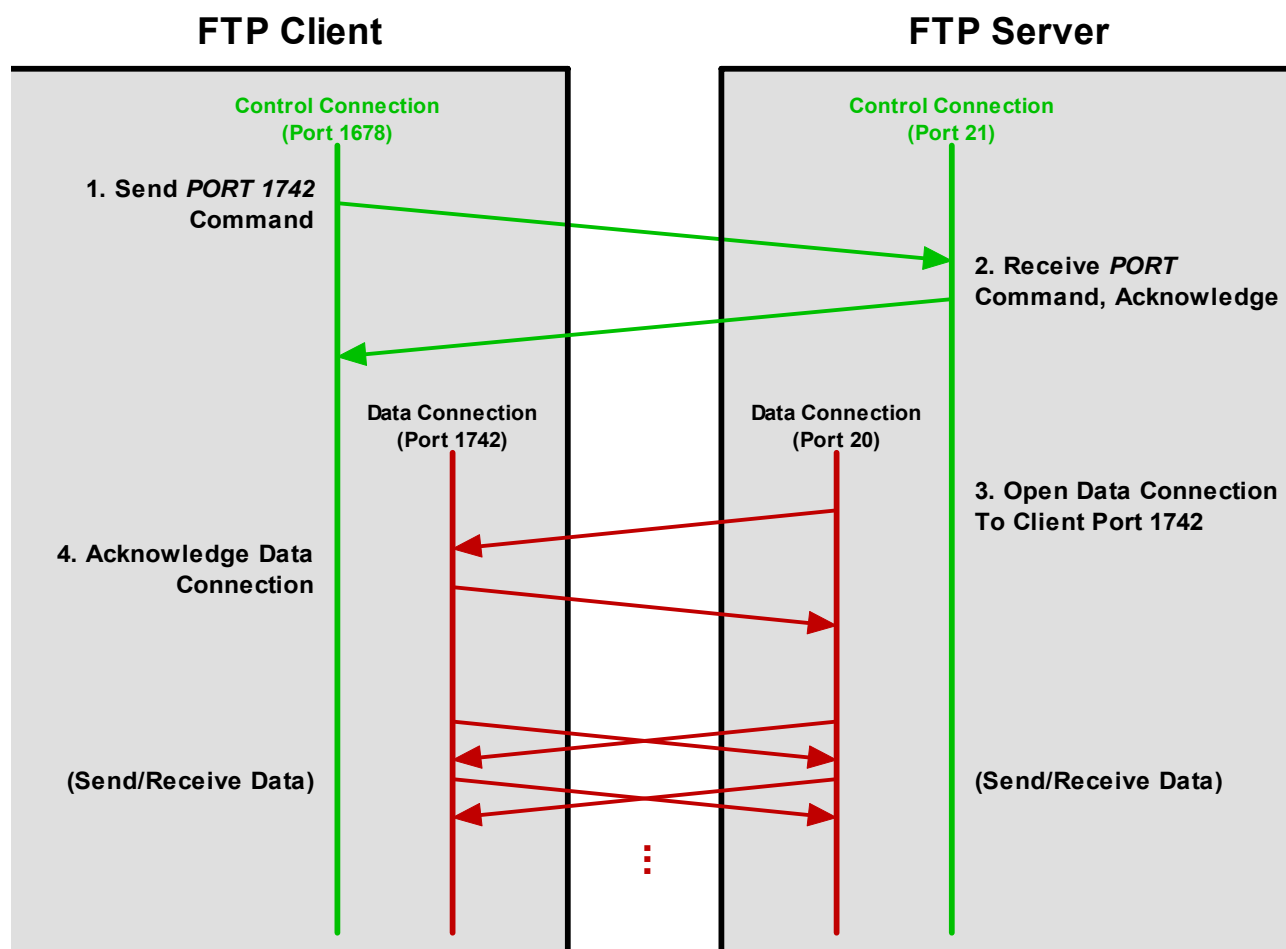 FTP Client
FTP Server
Control Connection
(Port 1678)
Control Connection
(Port 21)
1. Send PORT 1742
Command
2. Receive PORT
Command, Acknowledge
Data Connection
(Port 1742)
Data Connection
(Port 20)
3. Open Data Connection
To Client Port 1742
4. Acknowledge Data
Connection
(Send/Receive Data)
(Send/Receive Data)